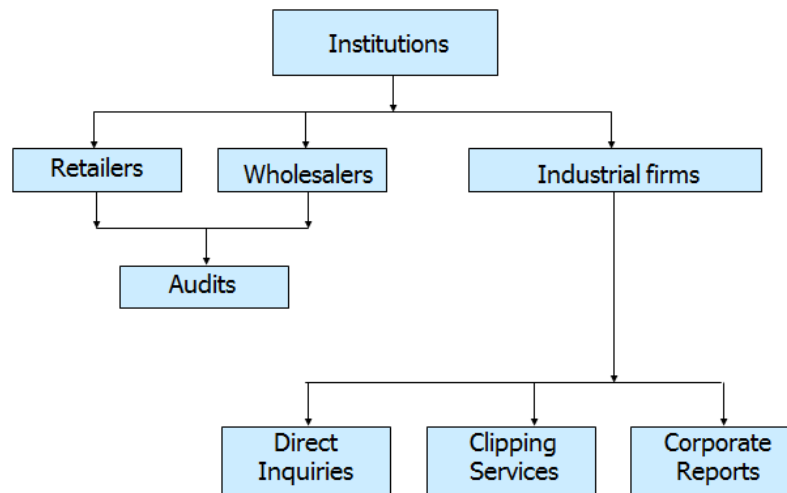 Institutions
Retailers
Wholesalers
Industrial firms
Audits
Direct
Inquiries
Clipping
Services
Corporate
Reports